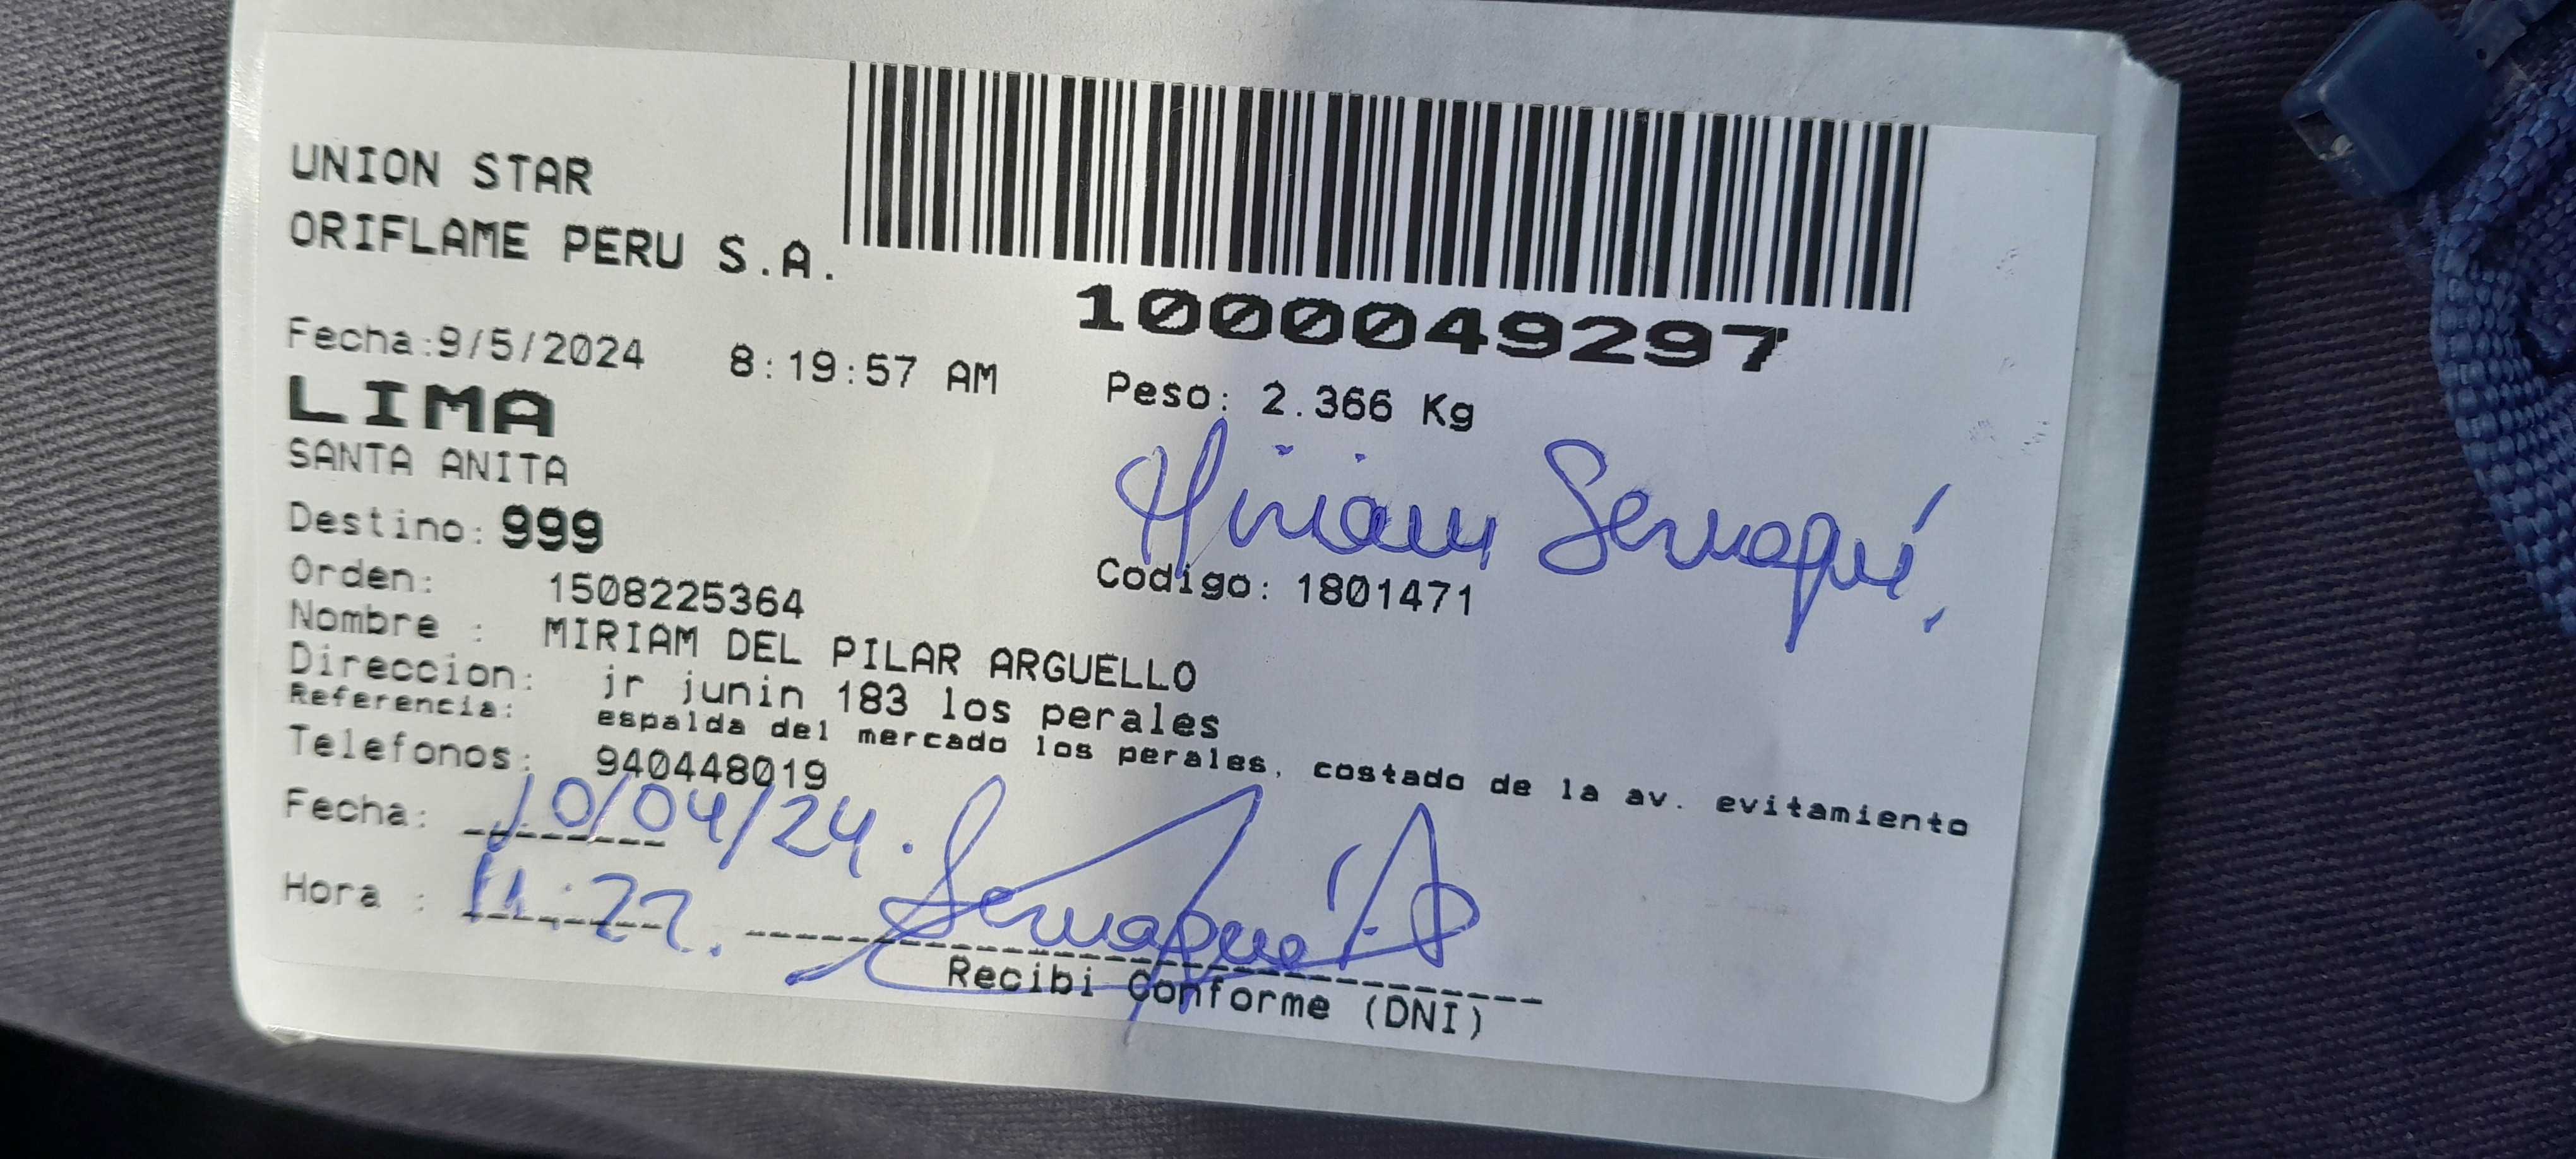 UNION STAR
ORIFLAME PERU S.A.
1000049297
Fecha:9/5/2024 8:19:57 AM Peso: 2.366 Kg
LIMA
SANTA ANITA
Miriam Sernaqué
Destino: 999
Orden: 1508225364 Codigo: 1801471
Nombre : MIRIAM DEL PILAR ARGUELLO
Direccion: jr junin 183 los perales
Referencia: espalda del mercado los perales, costado de la av. evitamiento
Telefonos: 940448019
Fecha: 10/04/24.
Hora : 11:22.
Recibi Conforme (DNI)